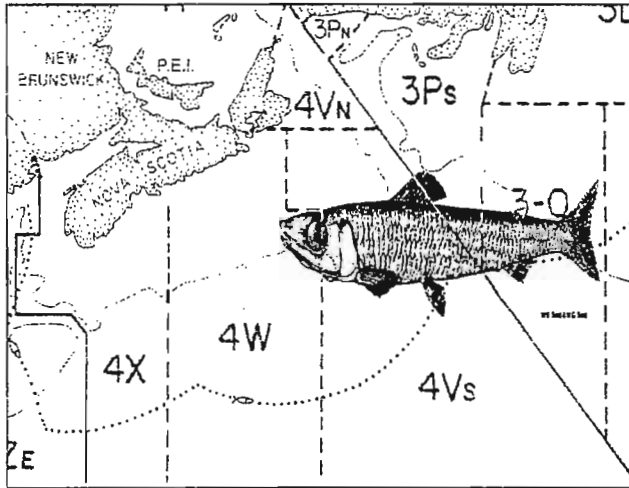 3PN
NEW
BRUNSWICK
P.E.I.
4VN
3Ps
NOVA SCOTIA
3-O
4W
4X
4Vs
ZE